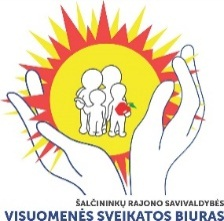 ŠALČININKŲ RAJONO SAVIVALDYBĖS
VISUOMENĖS SVEIKATOS BIURAS